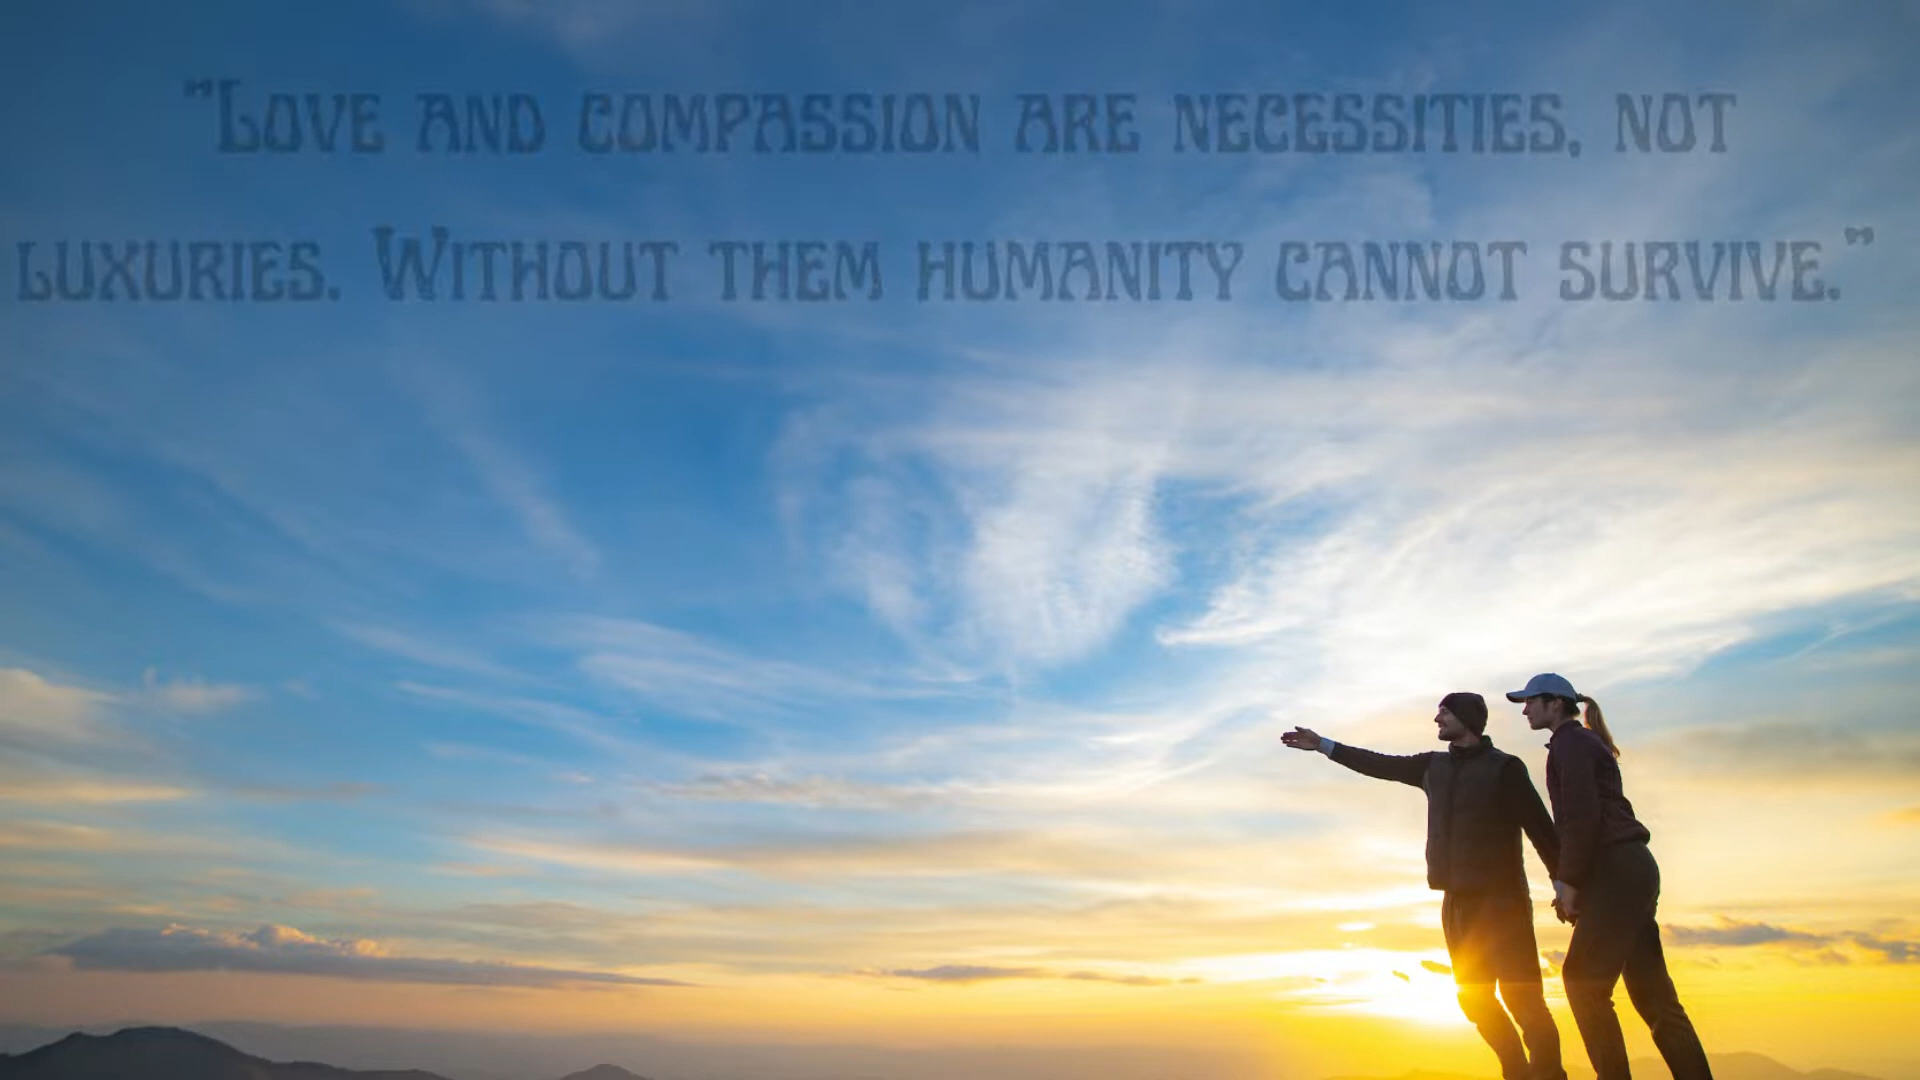 "Love and compassion are necessities, not
luxuries. Without them humanity cannot survive."